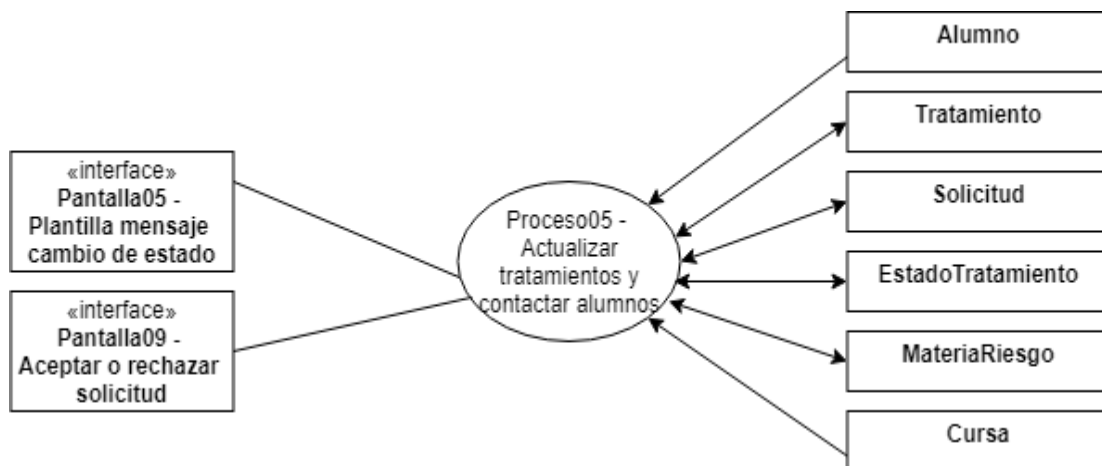 «interface»
Pantalla05 -
Plantilla mensaje
cambio de estado
«interface»
Pantalla09 -
Aceptar o rechazar
solicitud
Proceso05 -
Actualizar
tratamientos y
contactar alumnos
Alumno
Tratamiento
Solicitud
EstadoTratamiento
MateriaRiesgo
Cursa